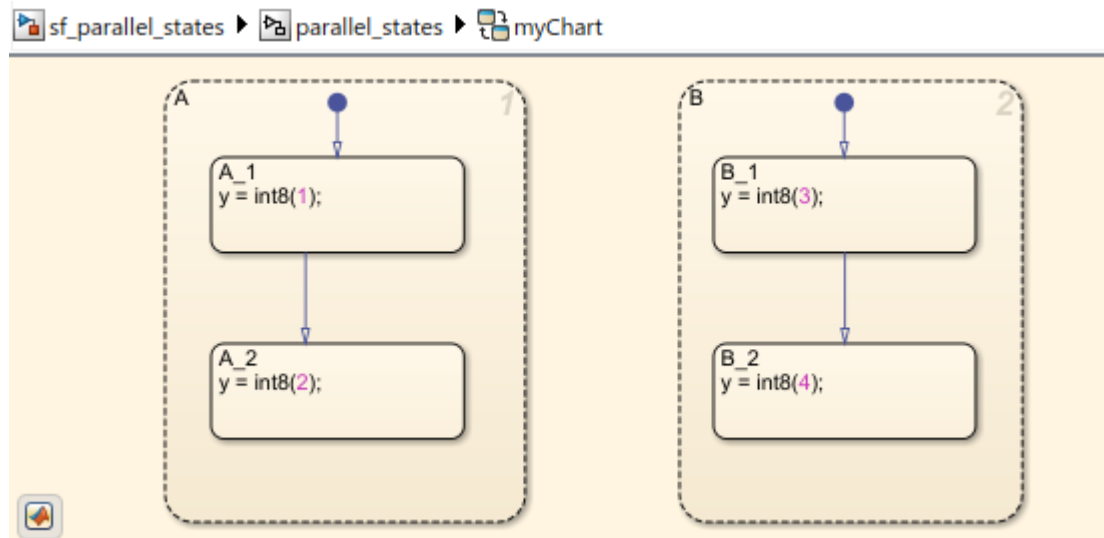 sf_parallel_states parallel_states myChart
A 1
A_1
y = int8(1);
A_2
y = int8(2);
B 2
B_1
y = int8(3);
B_2
y = int8(4);